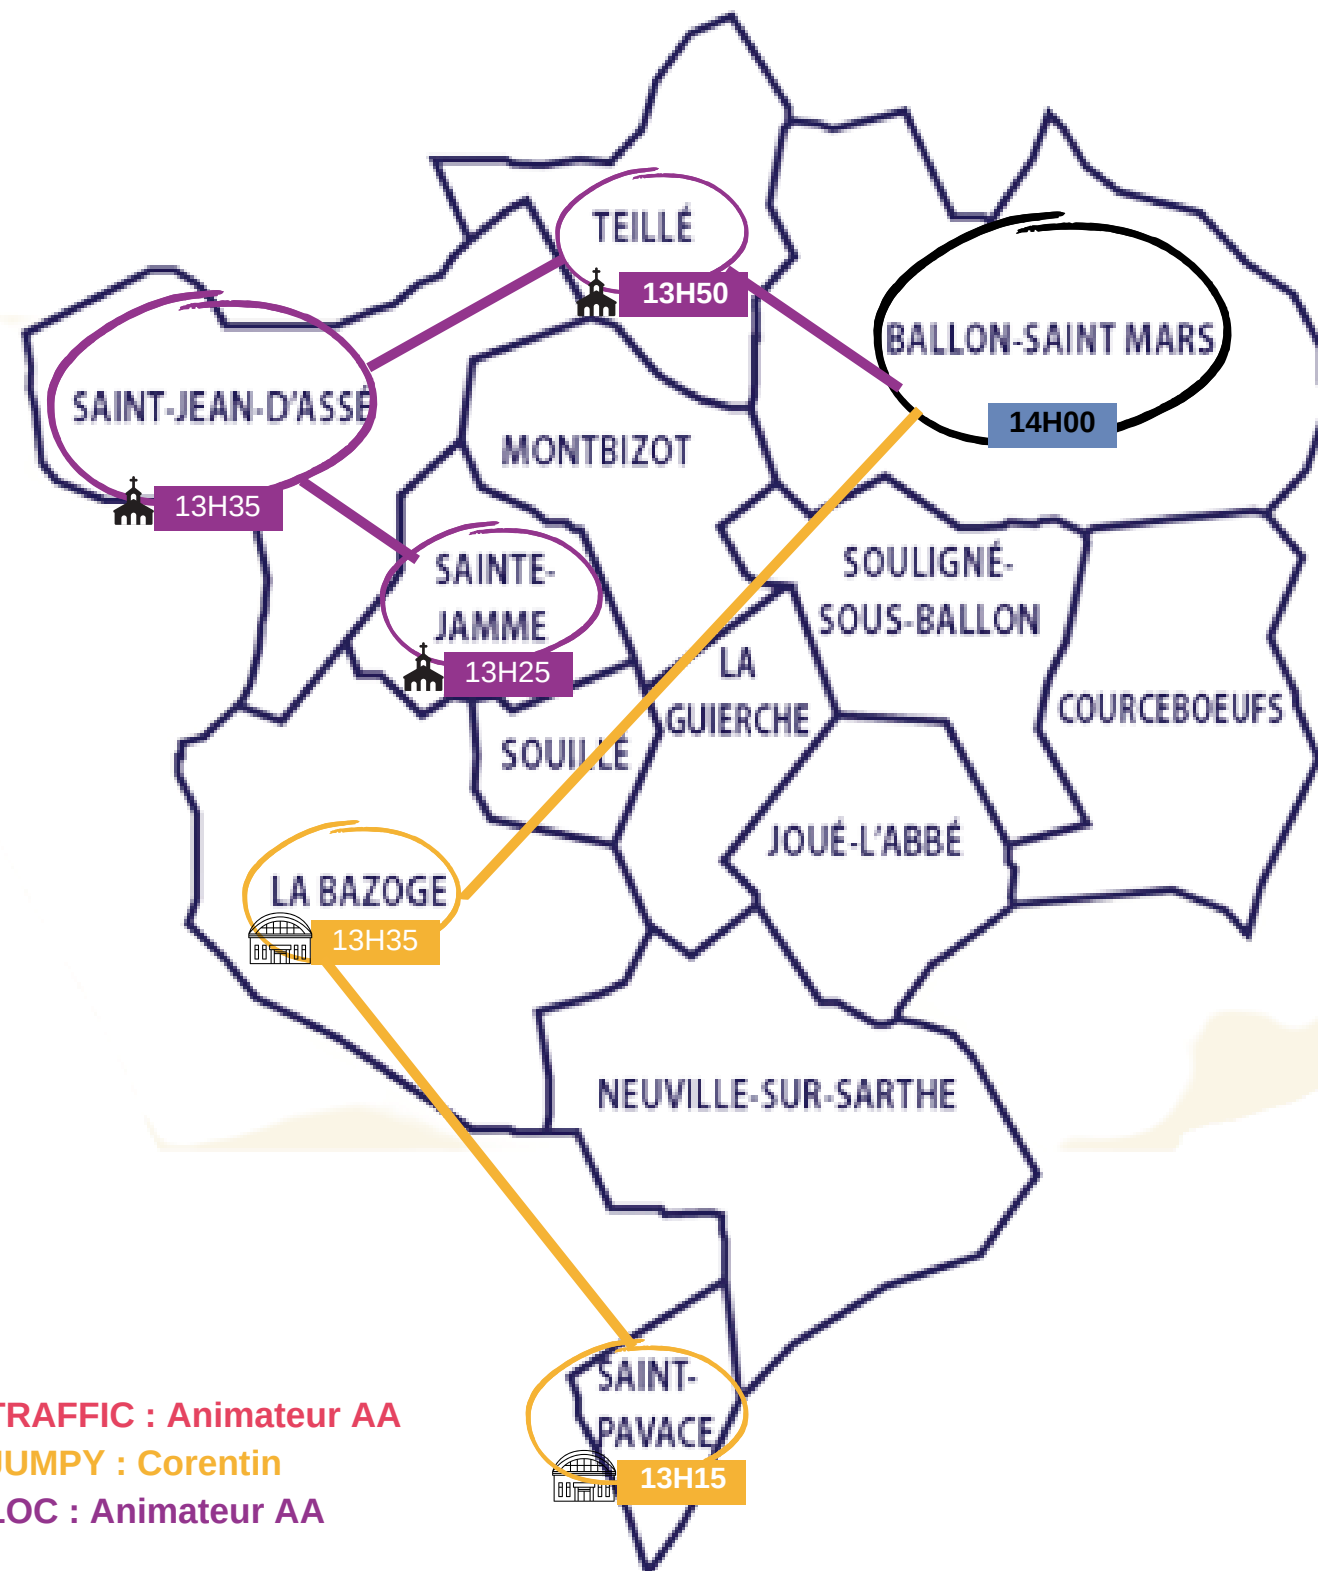 TEILLÉ
13H50
BALLON-SAINT MARS
14H00
SAINT-JEAN-D'ASSÉ
13H35
MONTBIZOT
SAINTE-
JAMME
13H25
SOULIGNÉ-
SOUS-BALLON
LA
GUIERCHE
COURCEBOEUFS
SOUILLÉ
JOUÉ-L'ABBÉ
LA BAZOGE
13H35
NEUVILLE-SUR-SARTHE
SAINT-
PAVACE
13H15
TRAFFIC : Animateur AA
JUMPY : Corentin
LOC : Animateur AA